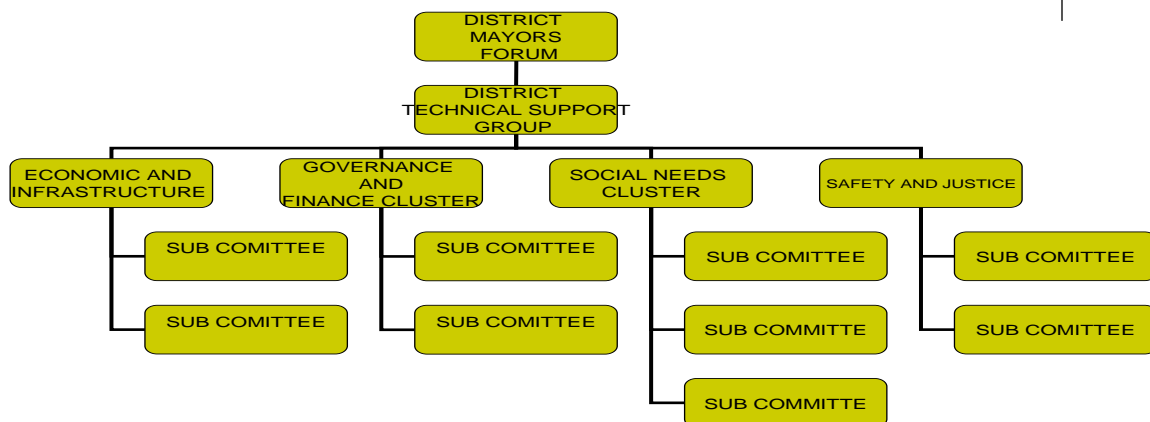 DISTRICT
MAYORS
FORUM
DISTRICT
TECHNICAL SUPPORT
GROUP
ECONOMIC AND
INFRASTRUCTURE
GOVERNANCE
AND
FINANCE CLUSTER
SOCIAL NEEDS
CLUSTER
SAFETY AND JUSTICE
SUB COMITTEE
SUB COMITTEE
SUB COMITTEE
SUB COMITTEE
SUB COMITTEE
SUB COMITTEE
SUB COMMITTE
SUB COMITTEE
SUB COMMITTE